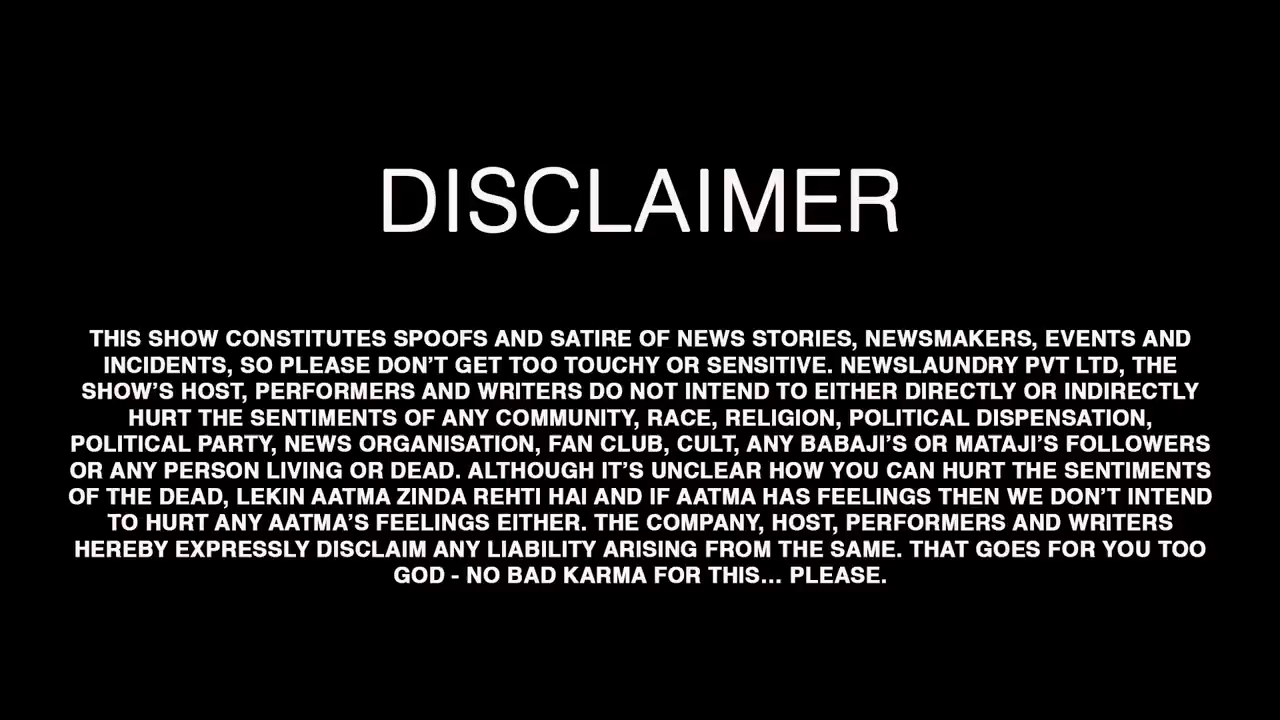 DISCLAIMER
THIS SHOW CONSTITUTES SPOOFS AND SATIRE OF NEWS STORIES, NEWSMAKERS, EVENTS AND
INCIDENTS, SO PLEASE DON'T GET TOO TOUCHY OR SENSITIVE. NEWSLAUNDRY PVT LTD, THE
SHOW'S HOST, PERFORMERS AND WRITERS DO NOT INTEND TO EITHER DIRECTLY OR INDIRECTLY
HURT THE SENTIMENTS OF ANY COMMUNITY, RACE, RELIGION, POLITICAL DISPENSATION,
POLITICAL PARTY, NEWS ORGANISATION, FAN CLUB, CULT, ANY BABAJI'S OR MATAJI'S FOLLOWERS
OR ANY PERSON LIVING OR DEAD. ALTHOUGH IT'S UNCLEAR HOW YOU CAN HURT THE SENTIMENTS
OF THE DEAD, LEKIN AATMA ZINDA REHTI HAI AND IF AATMA HAS FEELINGS THEN WE DON'T INTEND
TO HURT ANY AATMA'S FEELINGS EITHER. THE COMPANY, HOST, PERFORMERS AND WRITERS
HEREBY EXPRESSLY DISCLAIM ANY LIABILITY ARISING FROM THE SAME. THAT GOES FOR YOU TOO
GOD - NO BAD KARMA FOR THIS... PLEASE.